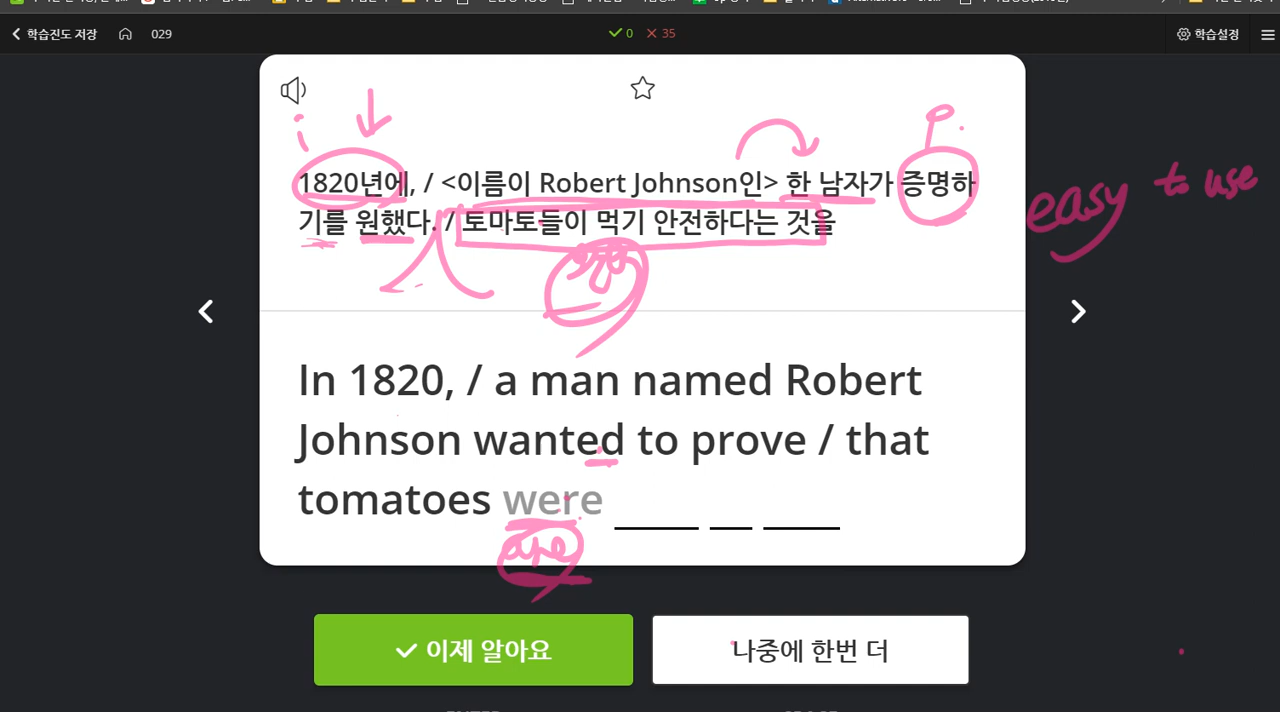 학습진도 저장
029
0
35
학습설정
1820년에, / <이름이 Robert Johnson인> 한 남자가 증명하
기를 원했다. / 토마토들이 먹기 안전하다는 것을
easy to use
In 1820, / a man named Robert
Johnson wanted to prove / that
tomatoes were ____ __ ____
are
이제 알아요
나중에 한번 더